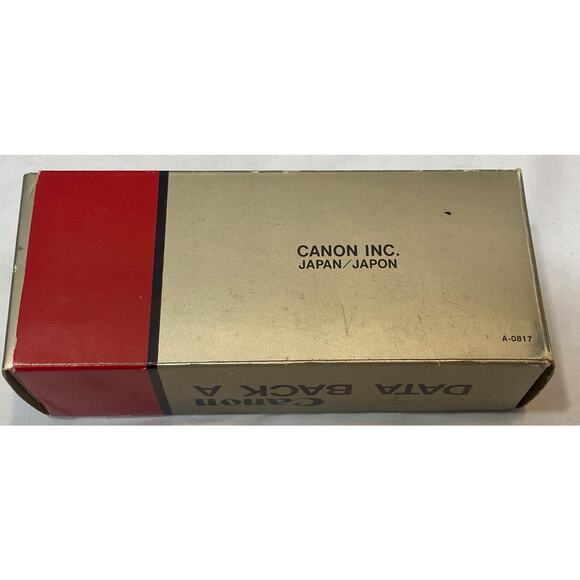 CANON INC.
JAPAN/JAPON
A-0817
Canon
DATA BACK A